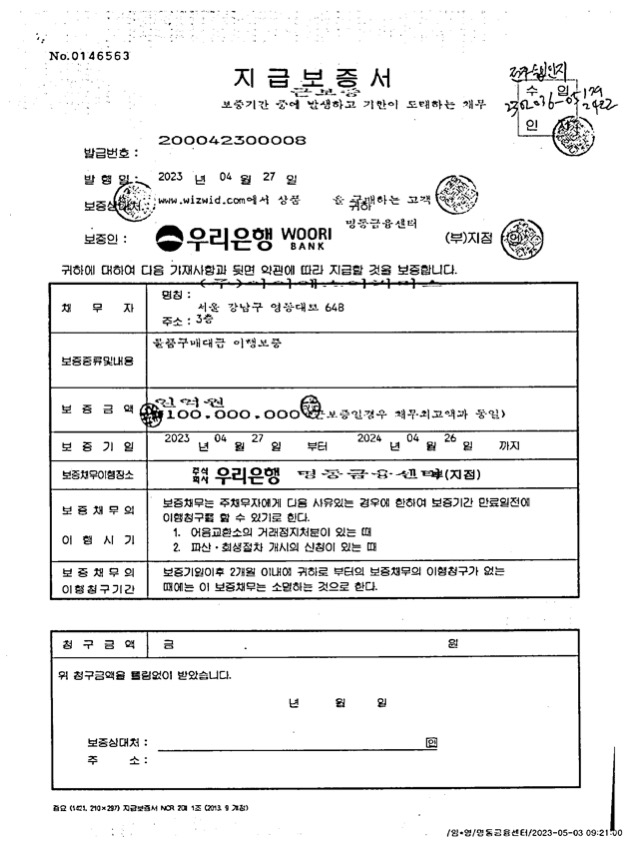 No.0146563
지급보증서
근보증
보증기간 중에 발생하고 기한이 도래하는 채무
수 일
인 지
발급번호 : 200042300008
발 행 일 : 2023 년 04 월 27 일
보증상대처 : www.wizwid.com에서 상품 을 구매하는 고객 귀하
보증인 : 우리은행 WOORI BANK 명동금융센터 (부)지점
귀하에 대하여 다음 기재사항과 뒷면 약관에 따라 지급할 것을 보증합니다.
채 무 자
명칭 :
주소 : 서울 강남구 영동대로 648
3층
보증종류및내용
물품구매대금 이행보증
보 증 금 액
일억원
₩100.000.000 (근보증일경우 채무최고액과 동일)
보 증 기 일 2023 년 04 월 27 일 부터 2024 년 04 월 26 일 까지
보증채무이행장소 주식회사 우리은행 명동금융센터 (지점)
보 증 채 무 의
이 행 시 기
보증채무는 주채무자에게 다음 사유있는 경우에 한하여 보증기간 만료일전에
이행청구를 할 수 있기로 한다.
1. 어음교환소의 거래정지처분이 있는 때
2. 파산·회생절차 개시의 신청이 있는 때
보 증 채 무 의
이행청구기간
보증기일이후 2개월 이내에 귀하로 부터의 보증채무의 이행청구가 없는
때에는 이 보증채무는 소멸하는 것으로 한다.
청 구 금 액 금 . 원
위 청구금액을 틀림없이 받았습니다.
년 월 일
보증상대처 : 인
주 소 :
중요 (1421, 210×297) 지급보증서 NCR 2매 1조 (2013. 9 개정)
/임*영/명동금융센터/2023-05-03 09:21:00